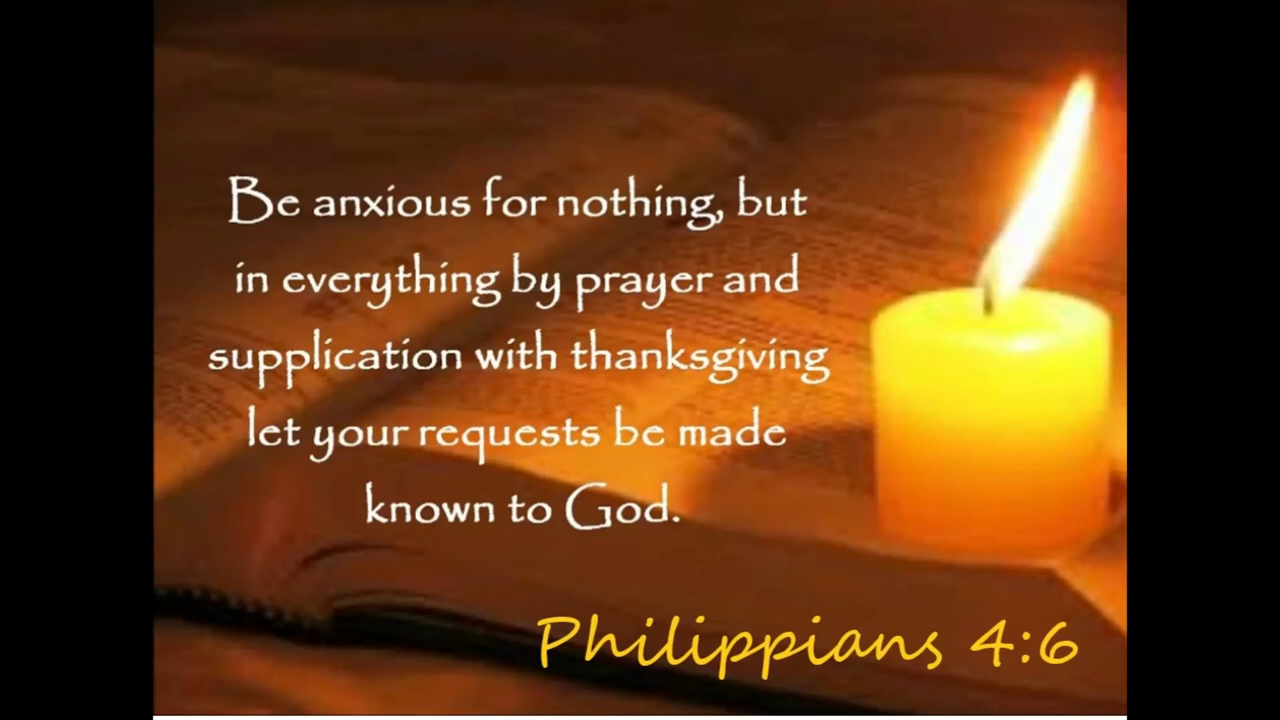 Be anxious for nothing, but
in everything by prayer and
supplication with thanksgiving
let your requests be made
known to God.
Philippians 4:6